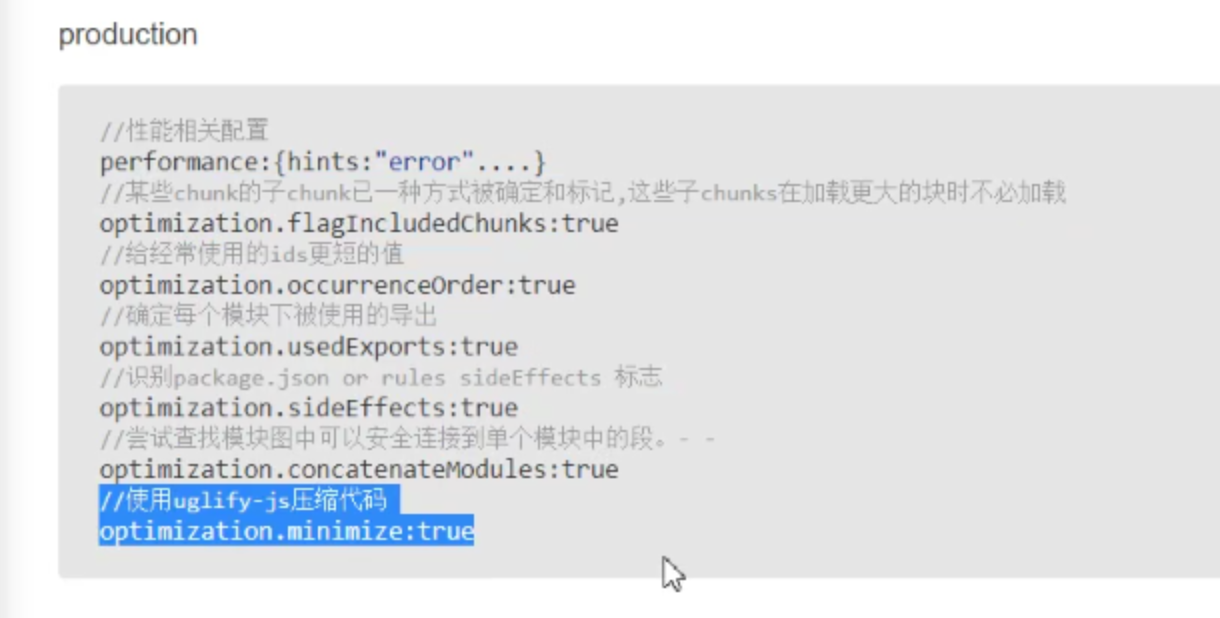 production
//性能相关配置
performance:{hints:"error"....}
//某些chunk的子chunk已一种方式被确定和标记,这些子chunks在加载更大的块时不必加载
optimization.flagIncludedChunks:true
//给经常使用的ids更短的值
optimization.occurrenceOrder:true
//确定每个模块下被使用的导出
optimization.usedExports:true
//识别package.json or rules sideEffects 标志
optimization.sideEffects:true
//尝试查找模块图中可以安全连接到单个模块中的段。- -
optimization.concatenateModules:true
//使用uglify-js压缩代码
optimization.minimize:true